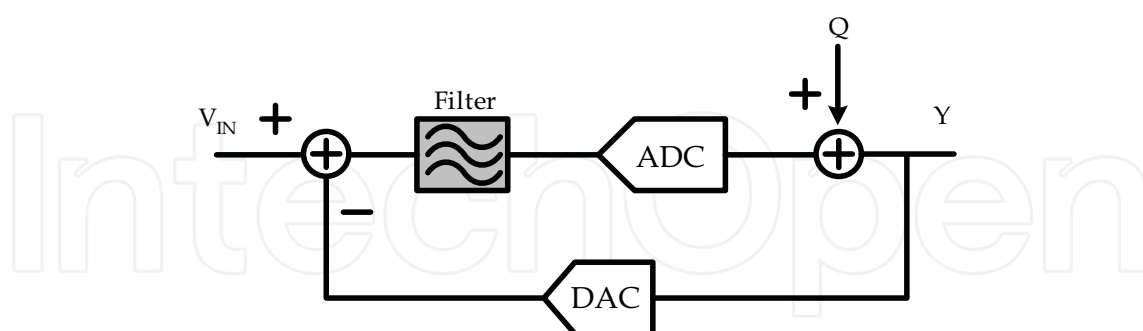 Q
+
Filter
V_IN
+
Y
+
ADC
+
−
DAC
IntechOpen